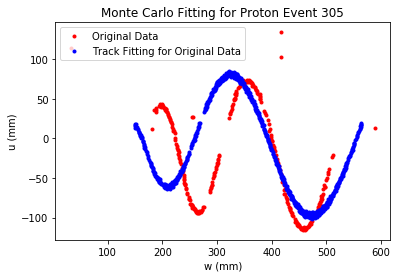 Monte Carlo Fitting for Proton Event 305
Original Data
Track Fitting for Original Data
u (mm)
100
50
0
−50
−100
100 200 300 400 500 600
w (mm)